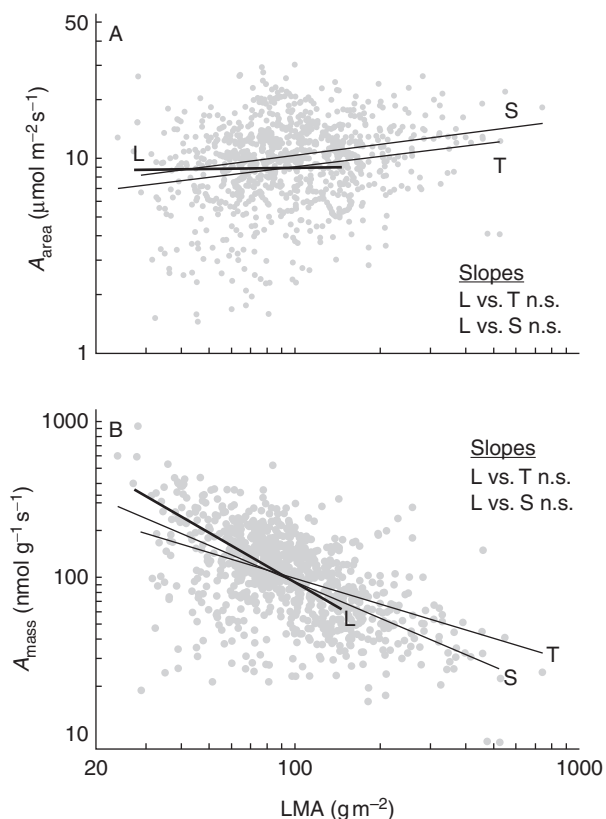 50
A
10
1
A_area (μmol m⁻² s⁻¹)
L
S
T
Slopes
L vs. T n.s.
L vs. S n.s.
1000
B
100
10
A_mass (nmol g⁻¹ s⁻¹)
Slopes
L vs. T n.s.
L vs. S n.s.
L
T
S
20
100
1000
LMA (g m⁻²)